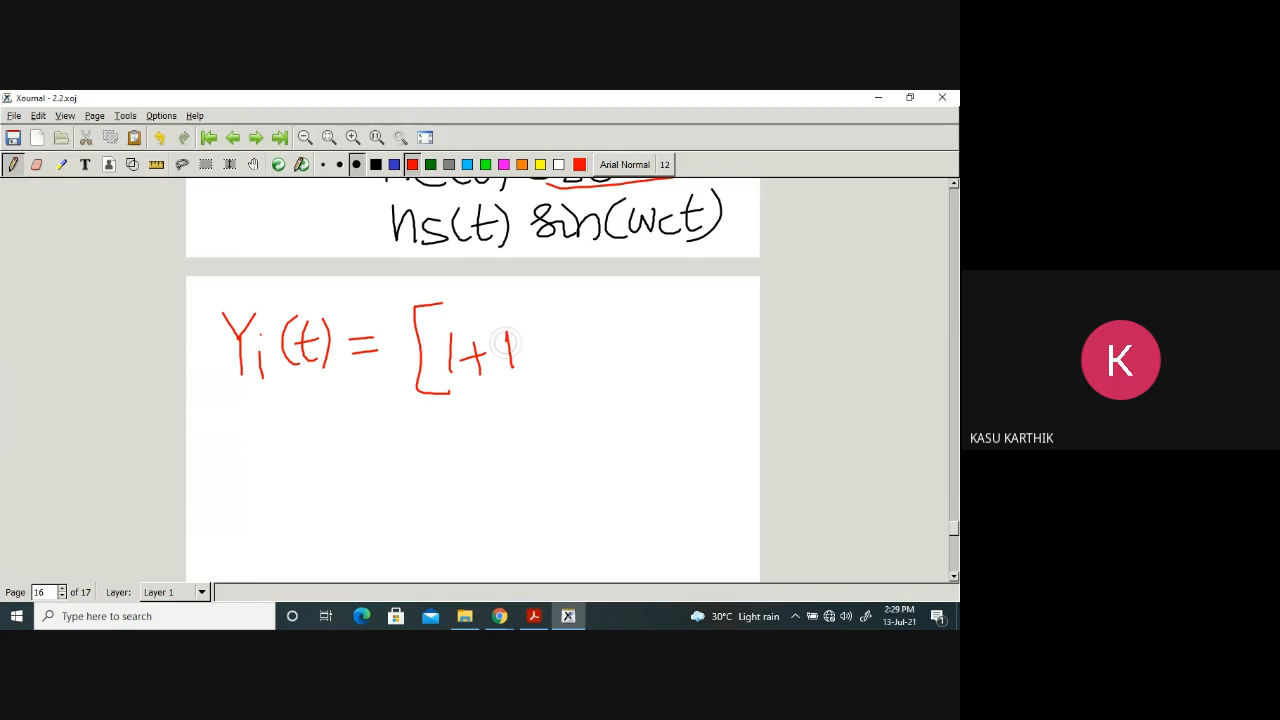 Xournal - 2.2.xoj
File Edit View Page Tools Options Help
T Arial Normal 12
ns(t) sin(wct)
Yi(t) = [1+1
K
KASU KARTHIK
Page 16 of 17 Layer: Layer 1
Type here to search
30°C Light rain
2:29 PM
13-Jul-21
1